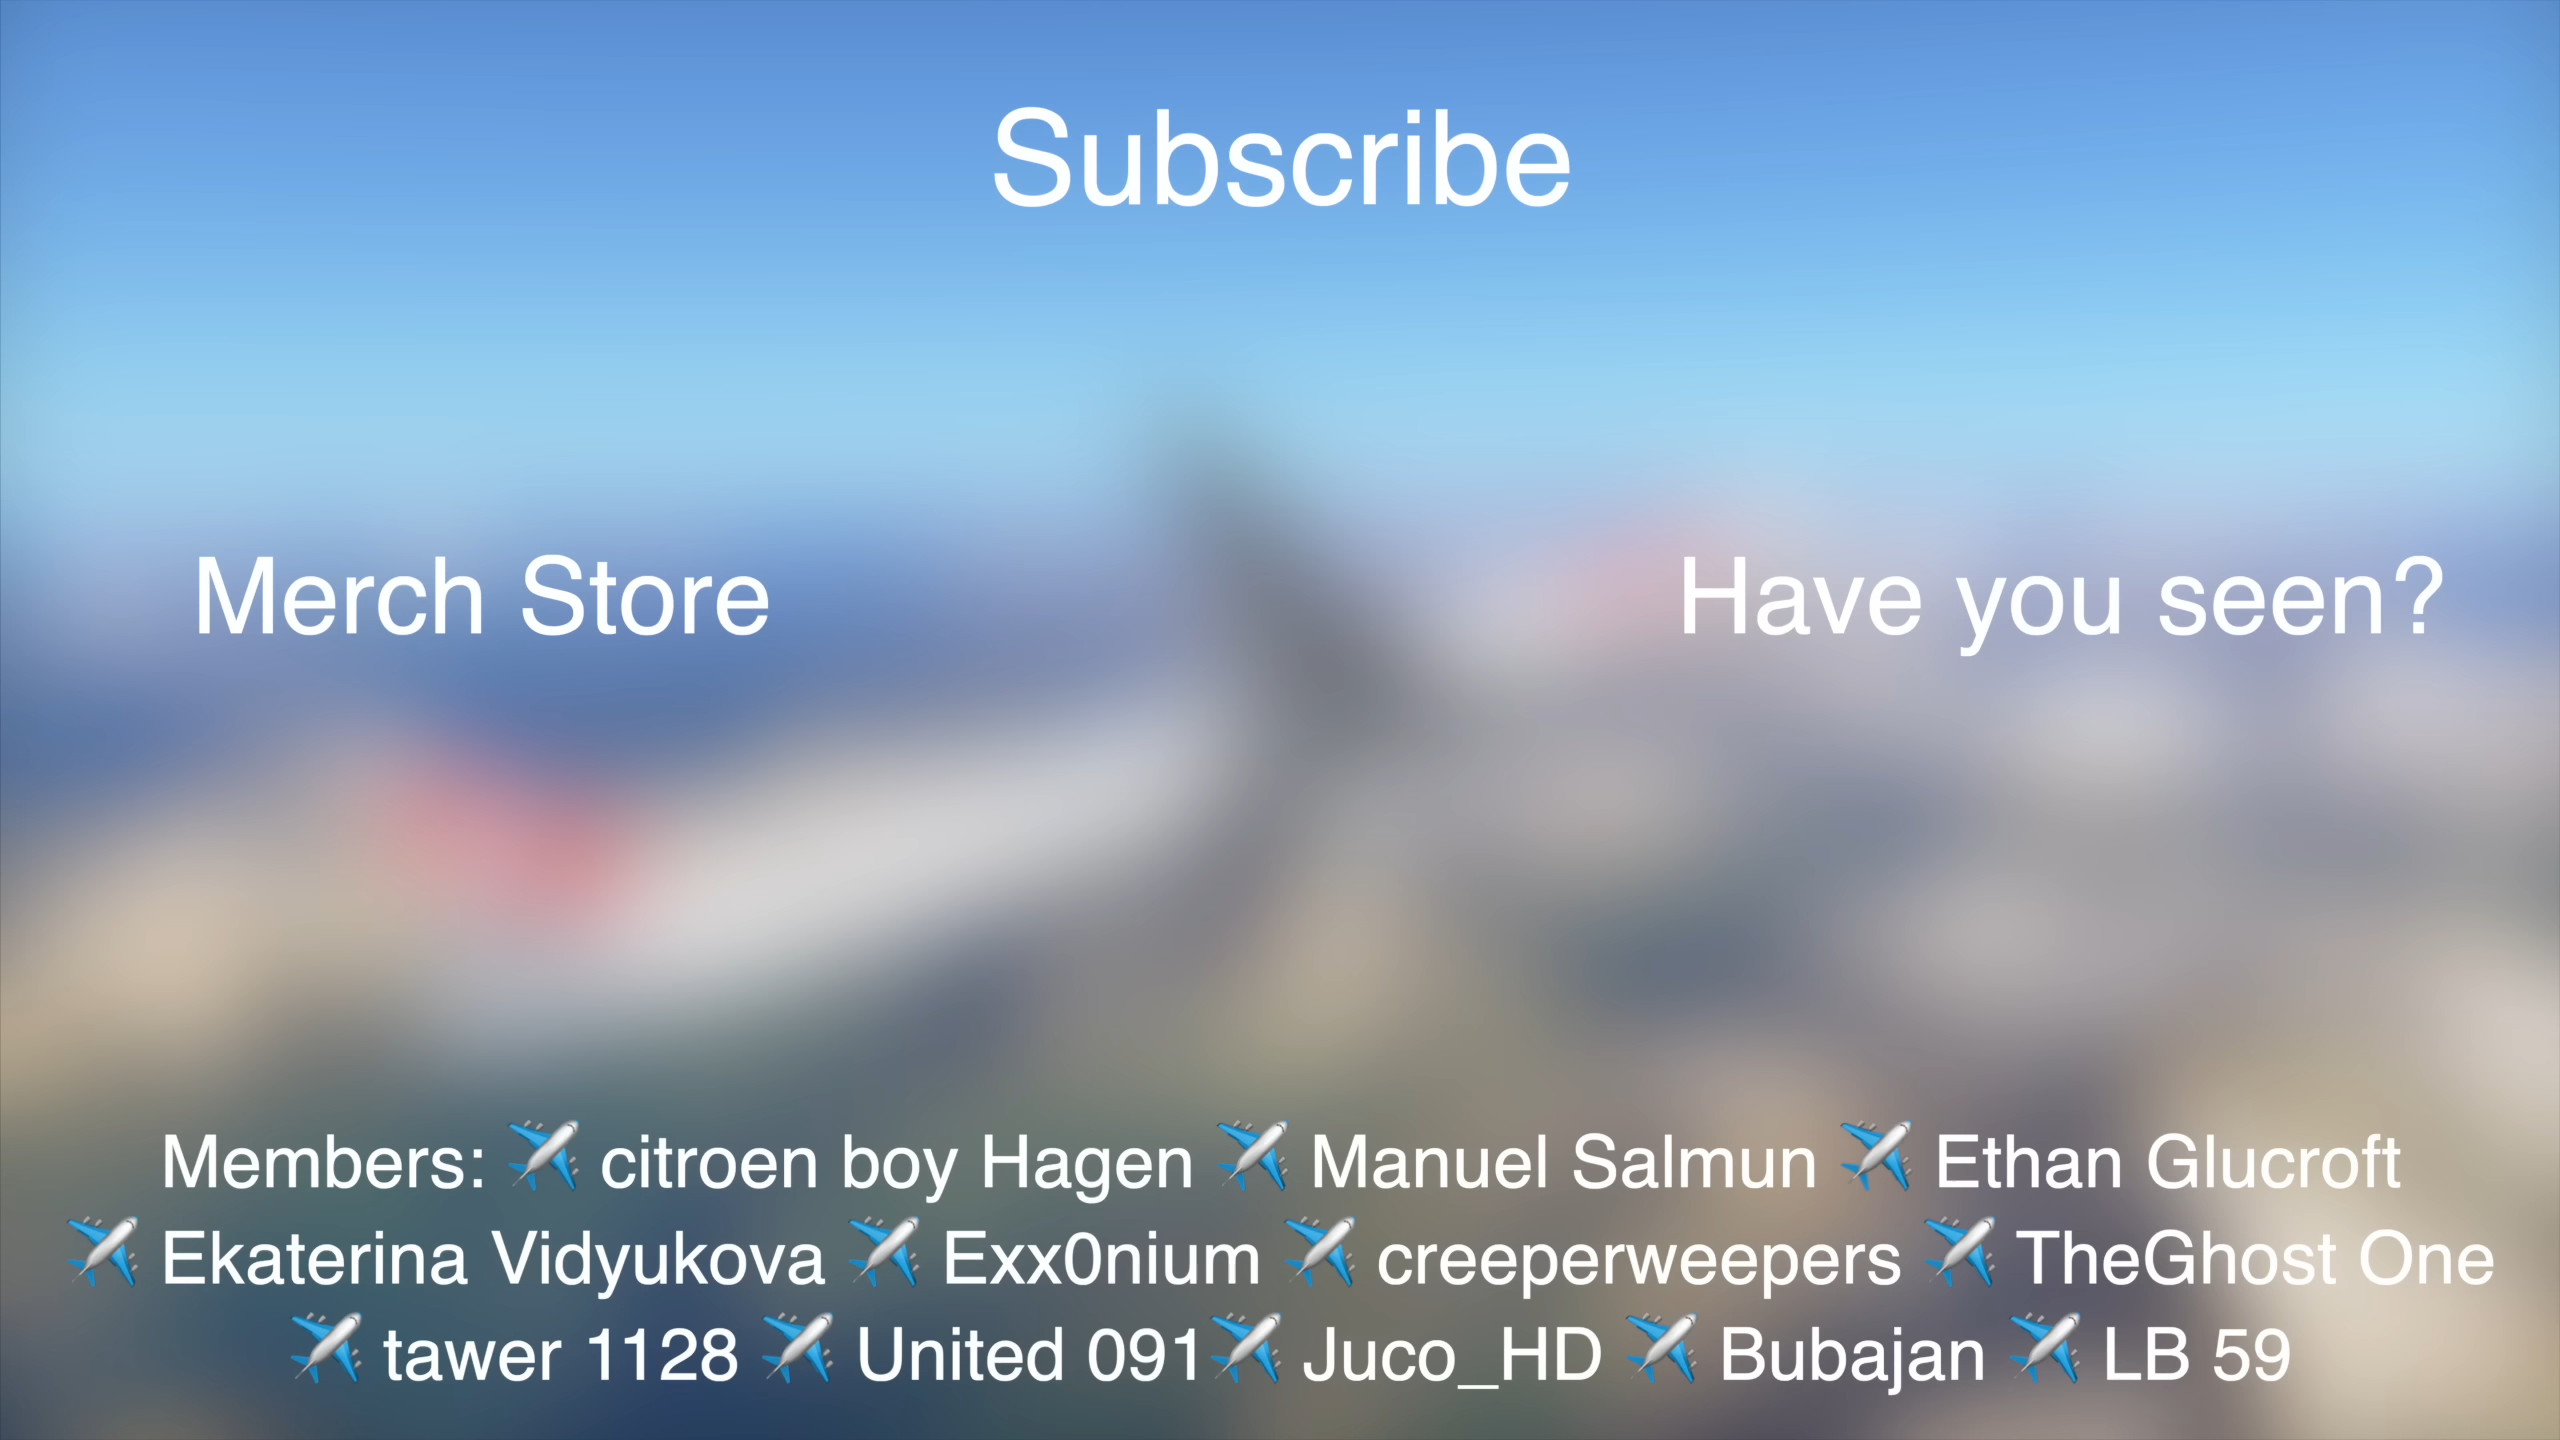 Subscribe
Merch Store
Have you seen?
Members: ✈️ citroen boy Hagen ✈️ Manuel Salmun ✈️ Ethan Glucroft
✈️ Ekaterina Vidyukova ✈️ Exx0nium ✈️ creeperweepers ✈️ TheGhost One
✈️ tawer 1128 ✈️ United 091✈️ Juco_HD ✈️ Bubajan ✈️ LB 59